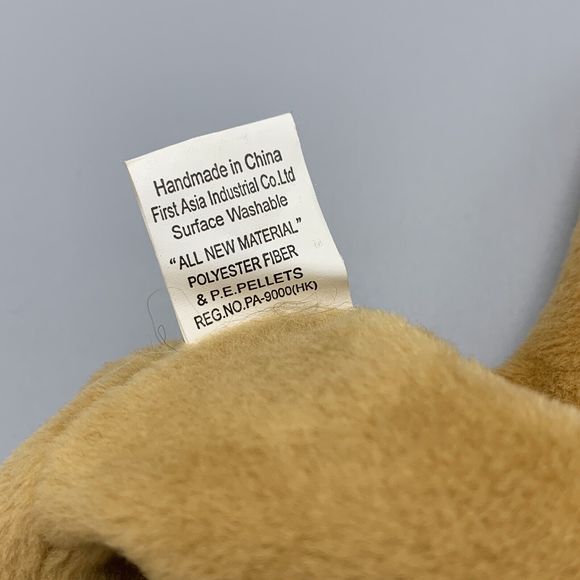 Handmade in China
First Asia Industrial Co.Ltd
Surface Washable
“ALL NEW MATERIAL”
POLYESTER FIBER
& P.E.PELLETS
REG.NO.PA-9000(HK)